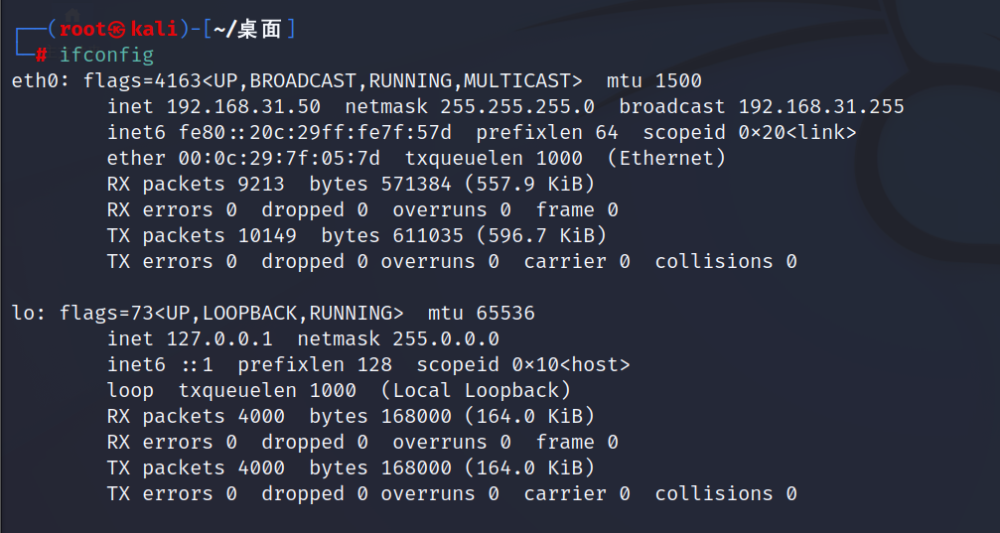 ┌──(root㉿kali)-[~/桌面]
└─# ifconfig
eth0: flags=4163<UP,BROADCAST,RUNNING,MULTICAST>  mtu 1500
        inet 192.168.31.50  netmask 255.255.255.0  broadcast 192.168.31.255
        inet6 fe80::20c:29ff:fe7f:57d  prefixlen 64  scopeid 0×20<link>
        ether 00:0c:29:7f:05:7d  txqueuelen 1000  (Ethernet)
        RX packets 9213  bytes 571384 (557.9 KiB)
        RX errors 0  dropped 0  overruns 0  frame 0
        TX packets 10149  bytes 611035 (596.7 KiB)
        TX errors 0  dropped 0 overruns 0  carrier 0  collisions 0

lo: flags=73<UP,LOOPBACK,RUNNING>  mtu 65536
        inet 127.0.0.1  netmask 255.0.0.0
        inet6 ::1  prefixlen 128  scopeid 0×10<host>
        loop  txqueuelen 1000  (Local Loopback)
        RX packets 4000  bytes 168000 (164.0 KiB)
        RX errors 0  dropped 0  overruns 0  frame 0
        TX packets 4000  bytes 168000 (164.0 KiB)
        TX errors 0  dropped 0 overruns 0  carrier 0  collisions 0